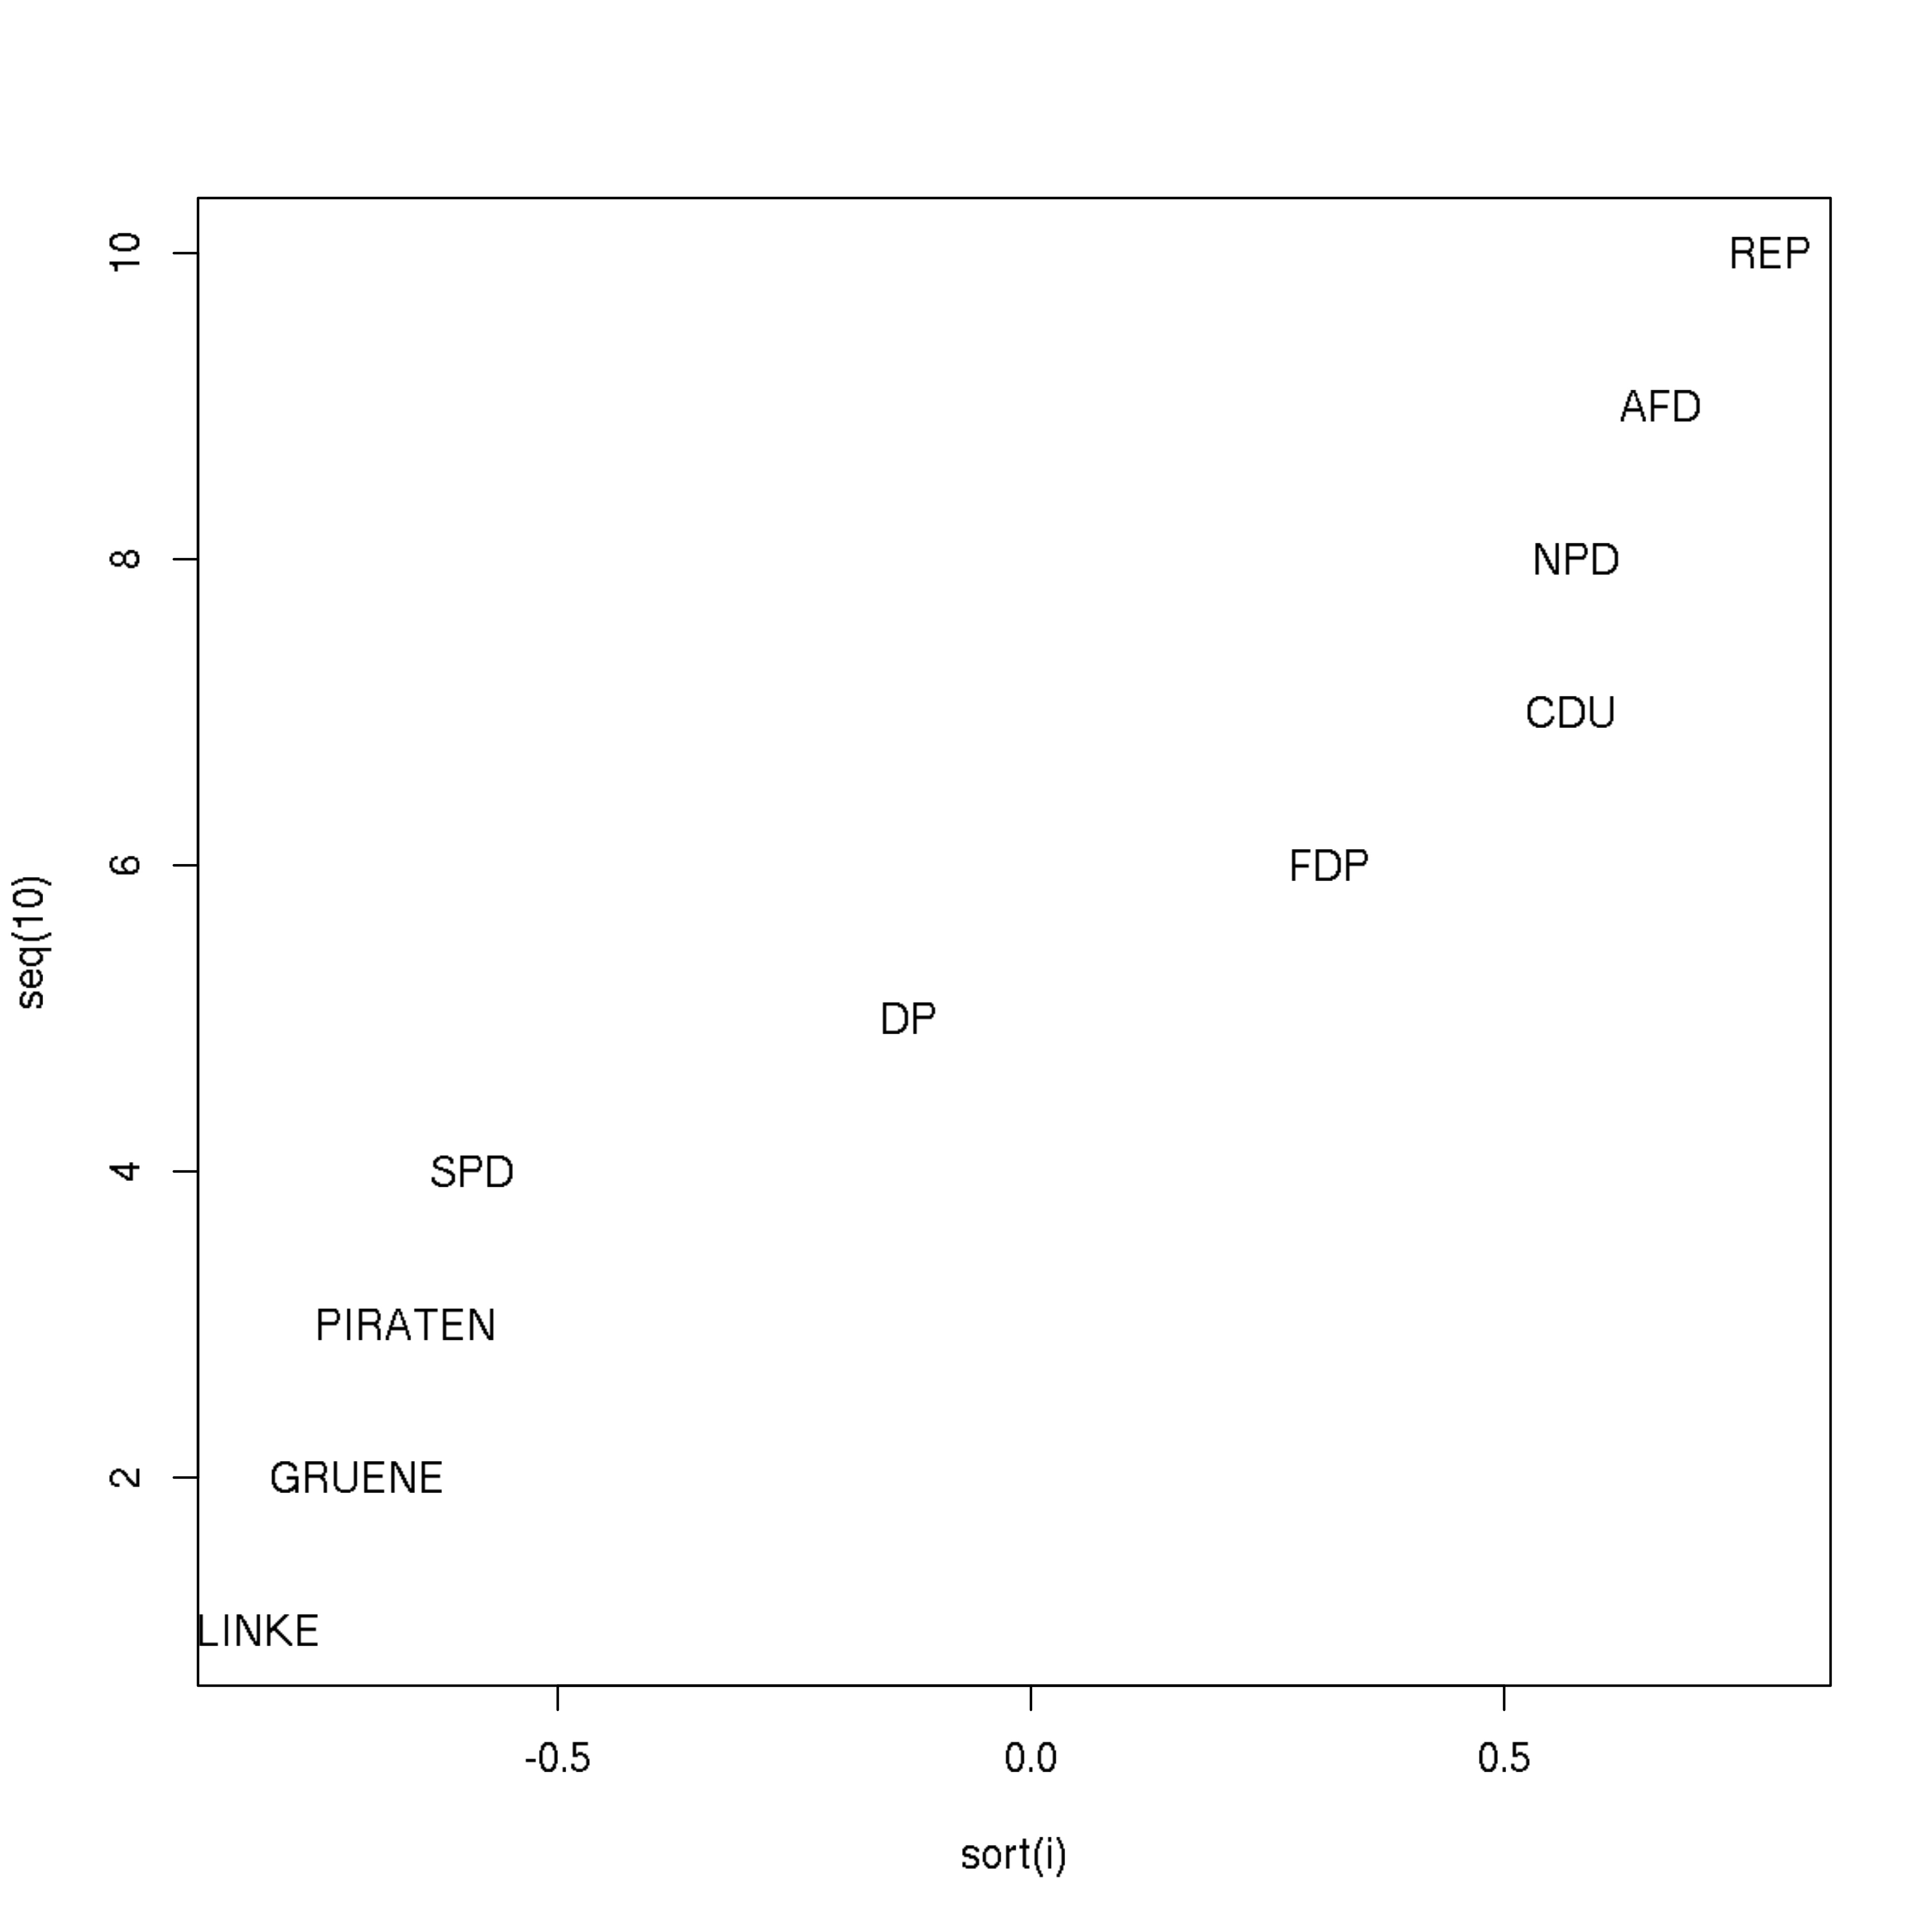 10
REP
AFD
8
NPD
CDU
6
FDP
seq(10)
DP
4
SPD
PIRATEN
2
GRUENE
LINKE
-0.5
0.0
0.5
sort(i)